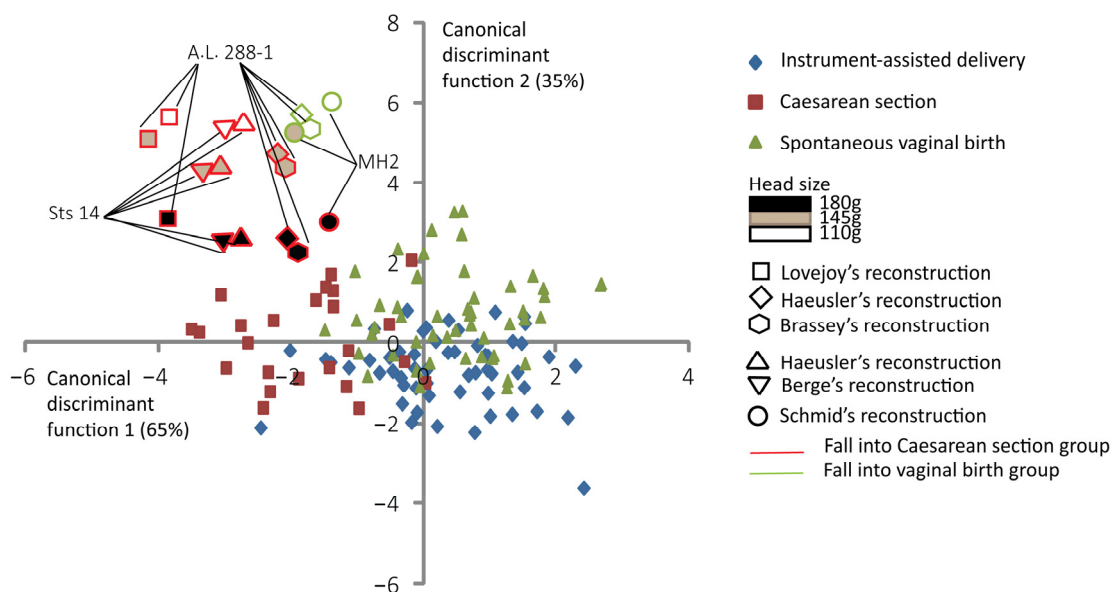 8
Canonical
discriminant
function 2 (35%)
A.L. 288-1
6
MH2
4
Sts 14
2
0
0
−6
−4
−2
2
4
Canonical
discriminant
function 1 (65%)
−2
−4
−6
Instrument-assisted delivery
Caesarean section
Spontaneous vaginal birth
Head size
180g
145g
110g
Lovejoy’s reconstruction
Haeusler’s reconstruction
Brassey’s reconstruction
Haeusler’s reconstruction
Berge’s reconstruction
Schmid’s reconstruction
Fall into Caesarean section group
Fall into vaginal birth group